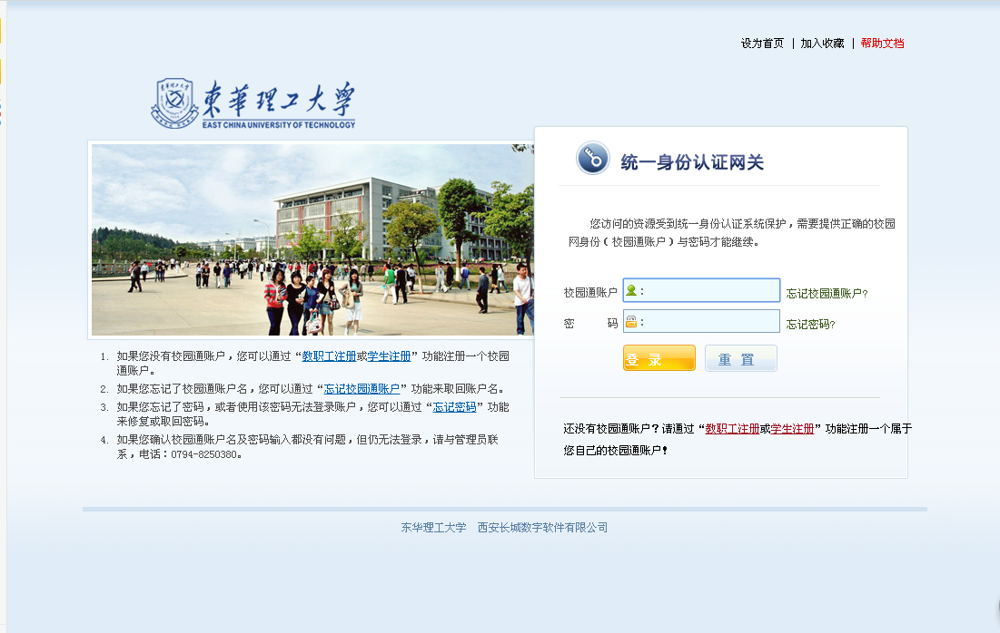 设为首页 | 加入收藏 | 帮助文档
東華理工大学
EAST CHINA UNIVERSITY OF TECHNOLOGY
统一身份认证网关
您访问的资源受到统一身份认证系统保护，需要提供正确的校园
网身份（校园通账户）与密码才能继续。
校园通账户 ： 忘记校园通账户?
密 码 ： 忘记密码?
登 录 重 置
还没有校园通账户？请通过“教职工注册或学生注册”功能注册一个属于
您自己的校园通账户！
1. 如果您没有校园通账户，您可以通过“教职工注册或学生注册”功能注册一个校园
通账户。
2. 如果您忘记了校园通账户名，您可以通过“忘记校园通账户”功能来取回账户名。
3. 如果您忘记了密码，或者使用该密码无法登录账户，您可以通过“忘记密码”功能
来修复或取回密码。
4. 如果您确认校园通账户名及密码输入都没有问题，但仍无法登录，请与管理员联
系，电话：0794-8250380。
东华理工大学 西安长城数字软件有限公司